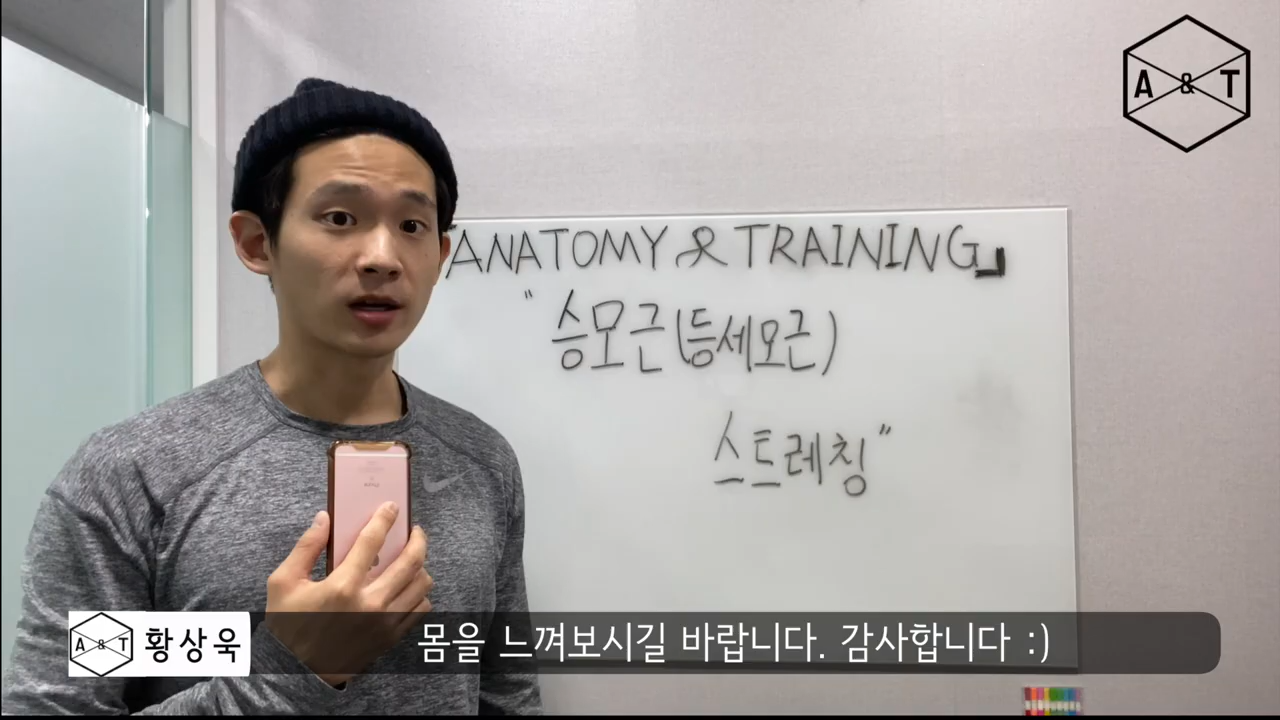 A & T
『ANATOMY & TRAINING』
"승모근(등세모근)
스트레칭"
A & T 황상욱
몸을 느껴보시길 바랍니다. 감사합니다 :)